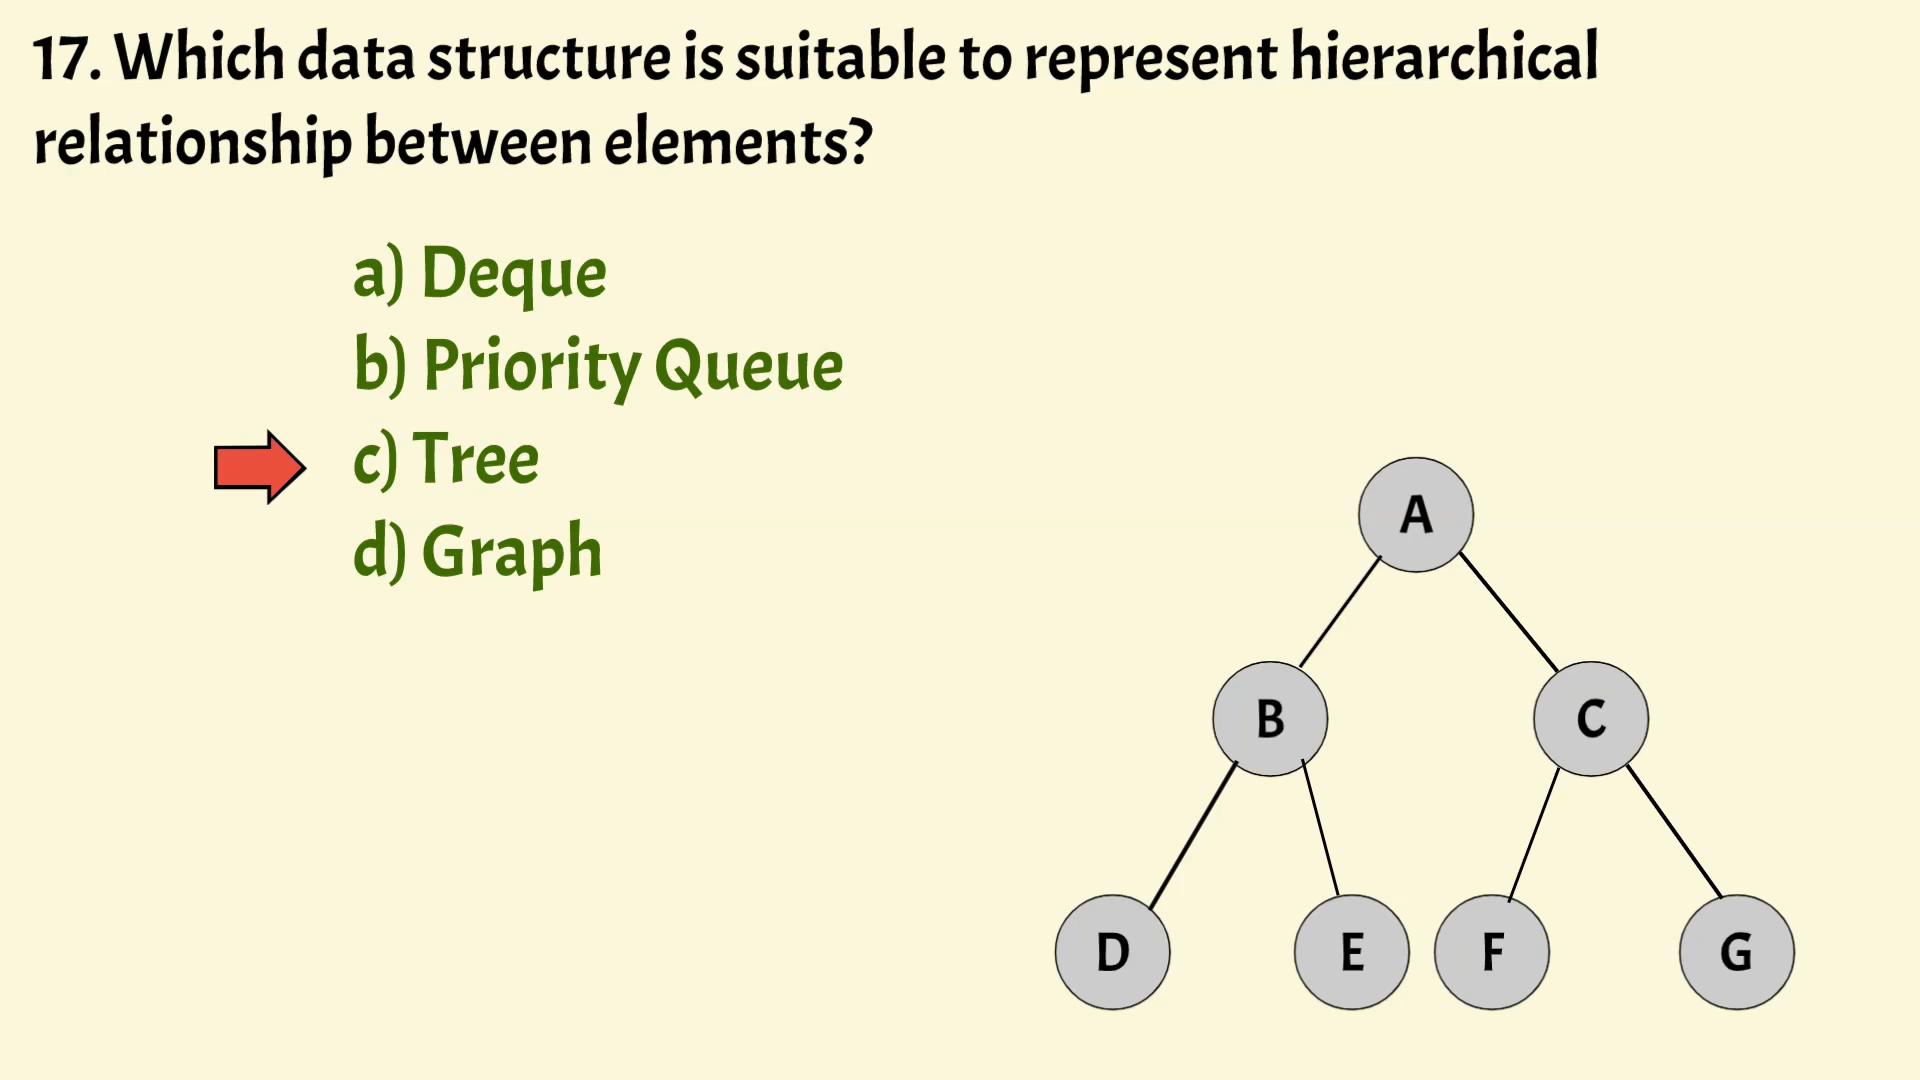 17. Which data structure is suitable to represent hierarchical
relationship between elements?
a) Deque
b) Priority Queue
c) Tree
d) Graph
A
B
C
D
E
F
G